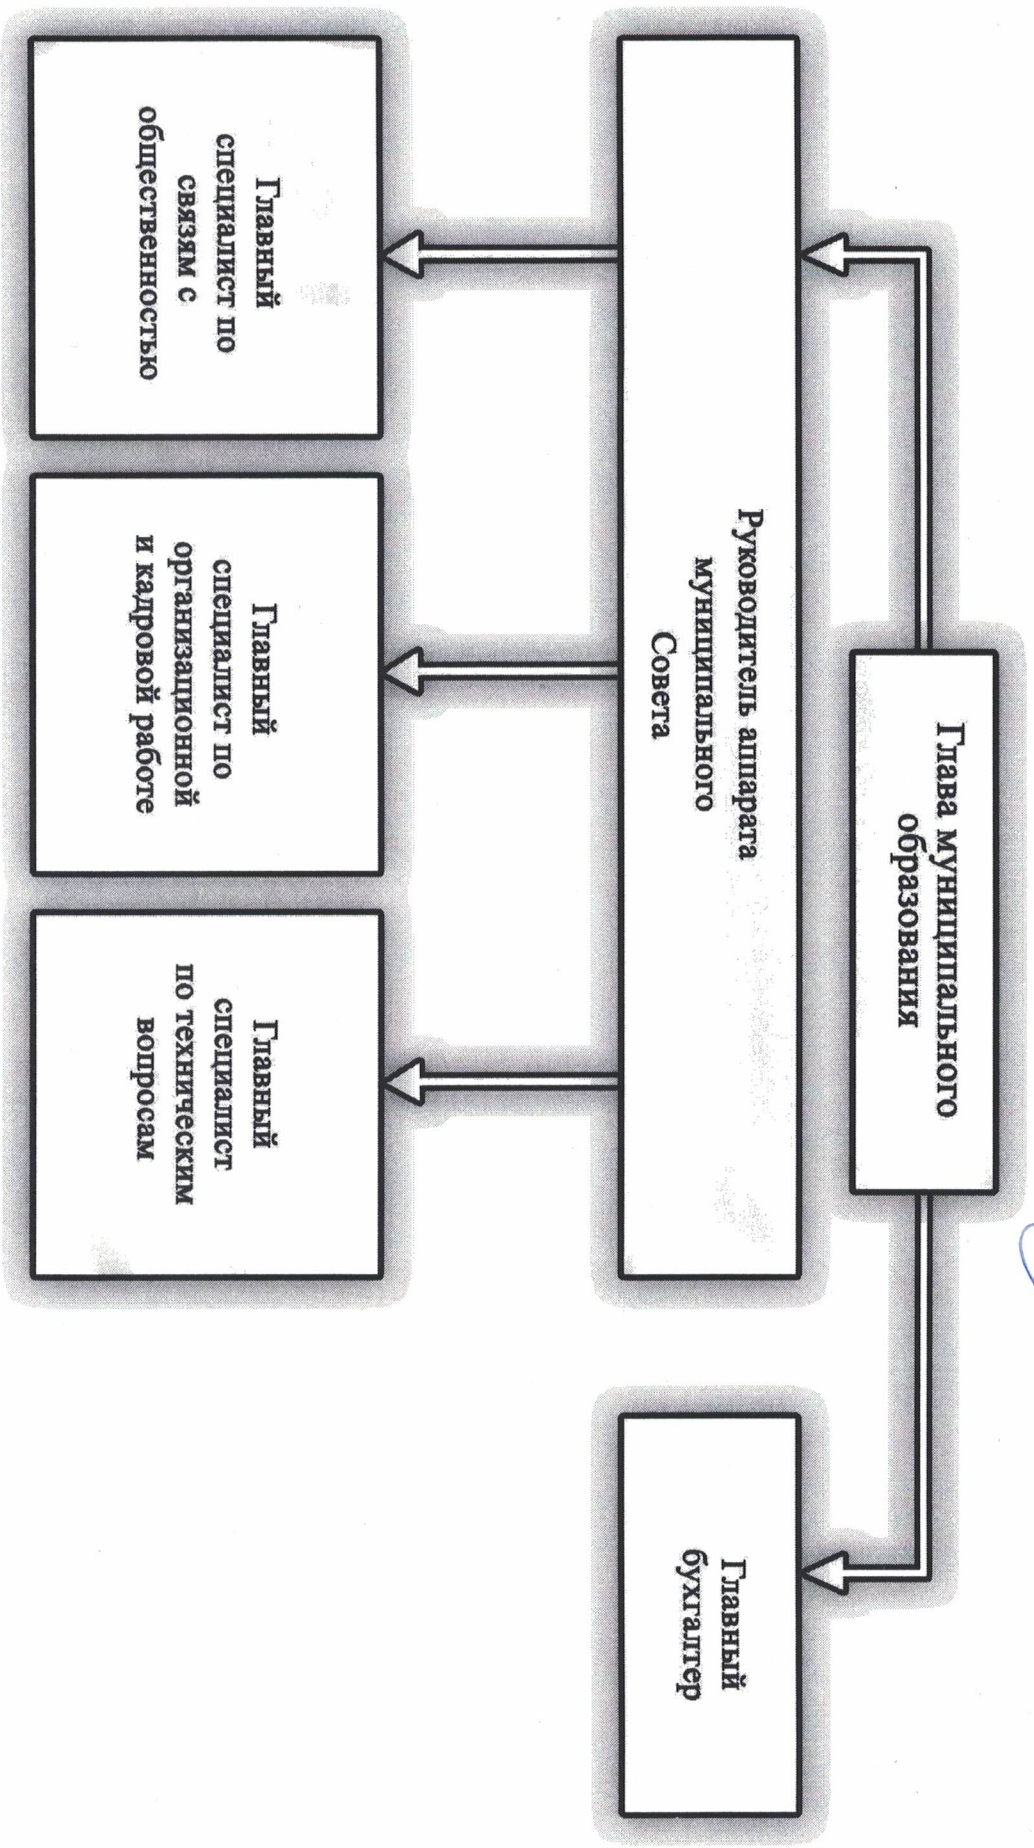 Глава муниципального
образования
Руководитель аппарата
муниципального
Совета
Главный
бухгалтер
Главный
специалист по
связям с
общественностью
Главный
специалист по
организационной
и кадровой работе
Главный
специалист
по техническим
вопросам